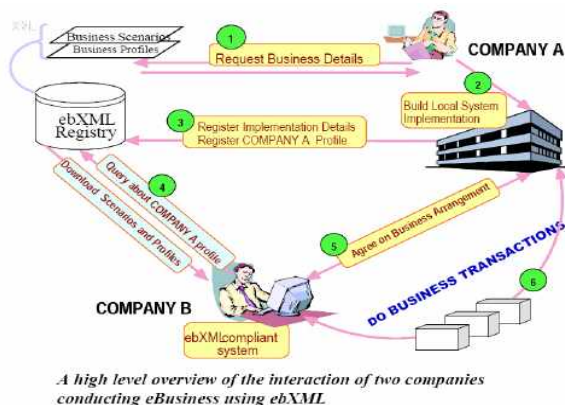 XML
Business Scenarios
Business Profiles
1
Request Business Details
COMPANY A
2
Build Local System
Implementation
ebXML
Registry
3
Register Implementation Details
Register COMPANY A Profile
4
Query about COMPANY A profile
Download Scenarios and Profiles
5
Agree on Business Arrangement
DO BUSINESS TRANSACTIONS
6
COMPANY B
ebXMLcompliant
system
A high level overview of the interaction of two companies
conducting eBusiness using ebXML